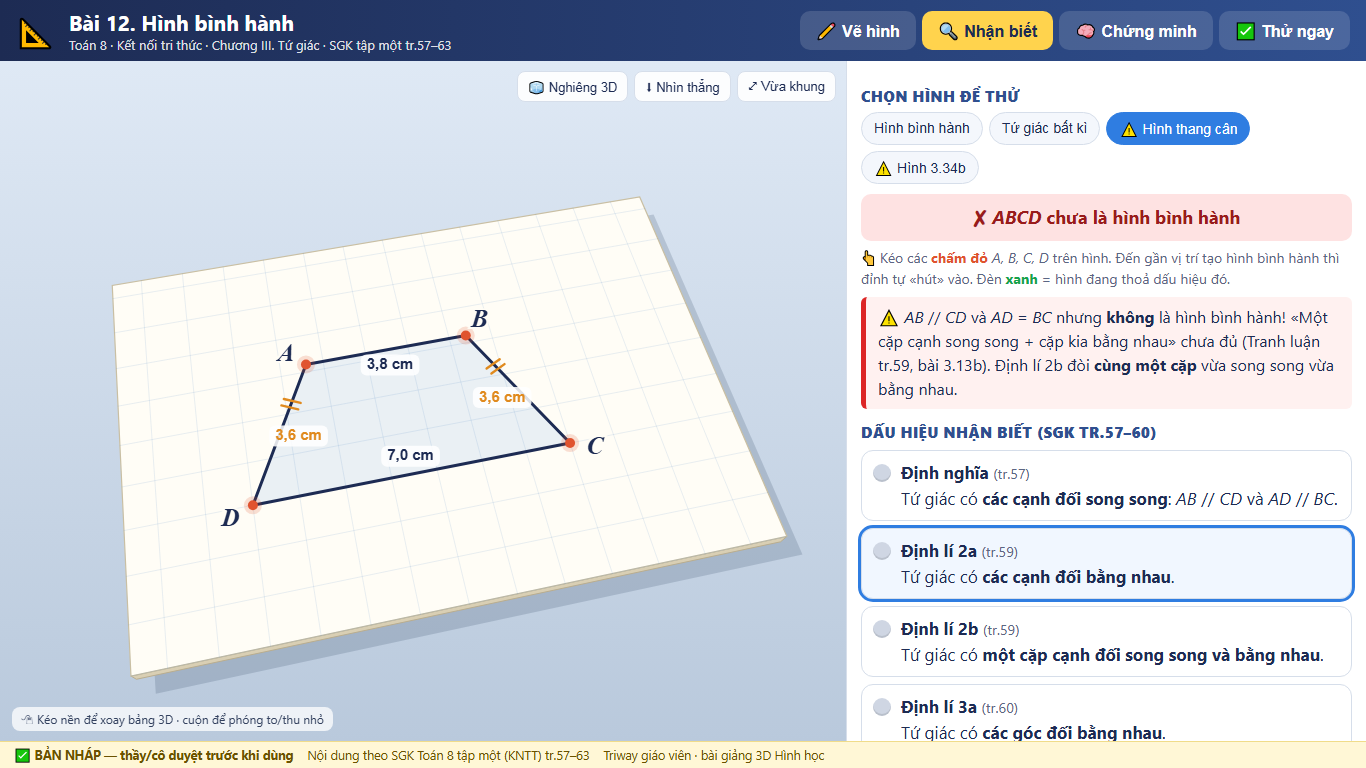 Bài 12. Hình bình hành
Toán 8 · Kết nối tri thức · Chương III. Tứ giác · SGK tập một tr.57–63
Vẽ hình
Nhận biết
Chứng minh
Thử ngay
Nghiêng 3D
Nhìn thẳng
Vừa khung
A
B
C
D
3,8 cm
3,6 cm
3,6 cm
7,0 cm
Kéo nền để xoay bảng 3D · cuộn để phóng to/thu nhỏ
CHỌN HÌNH ĐỂ THỬ
Hình bình hành
Tứ giác bất kì
Hình thang cân
Hình 3.34b
✗ ABCD chưa là hình bình hành
Kéo các chấm đỏ A, B, C, D trên hình. Đến gần vị trí tạo hình bình hành thì
đỉnh tự «hút» vào. Đèn xanh = hình đang thoả dấu hiệu đó.
AB // CD và AD = BC nhưng không là hình bình hành! «Một
cặp cạnh song song + cặp kia bằng nhau» chưa đủ (Tranh luận
tr.59, bài 3.13b). Định lí 2b đòi cùng một cặp vừa song song vừa
bằng nhau.
DẤU HIỆU NHẬN BIẾT (SGK TR.57–60)
Định nghĩa (tr.57)
Tứ giác có các cạnh đối song song: AB // CD và AD // BC.
Định lí 2a (tr.59)
Tứ giác có các cạnh đối bằng nhau.
Định lí 2b (tr.59)
Tứ giác có một cặp cạnh đối song song và bằng nhau.
Định lí 3a (tr.60)
Tứ giác có các góc đối bằng nhau.
BẢN NHÁP — thầy/cô duyệt trước khi dùng Nội dung theo SGK Toán 8 tập một (KNTT) tr.57–63 Triway giáo viên · bài giảng 3D Hình học